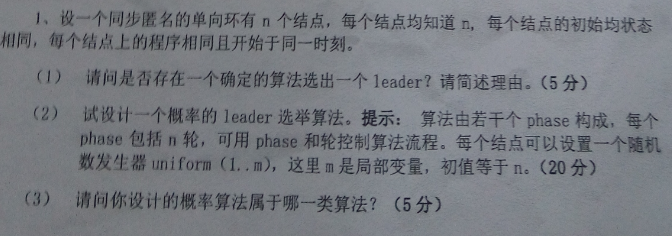 1、设一个同步匿名的单向环有 n 个结点，每个结点均知道 n，每个结点的初始均状态
相同，每个结点上的程序相同且开始于同一时刻。
（1） 请问是否存在一个确定的算法选出一个 leader？请简述理由。（5 分）
（2） 试设计一个概率的 leader 选举算法。提示： 算法由若干个 phase 构成，每个
phase 包括 n 轮，可用 phase 和轮控制算法流程。每个结点可以设置一个随机
数发生器 uniform（1..m），这里 m 是局部变量，初值等于 n。（20 分）
（3） 请问你设计的概率算法属于哪一类算法？（5 分）